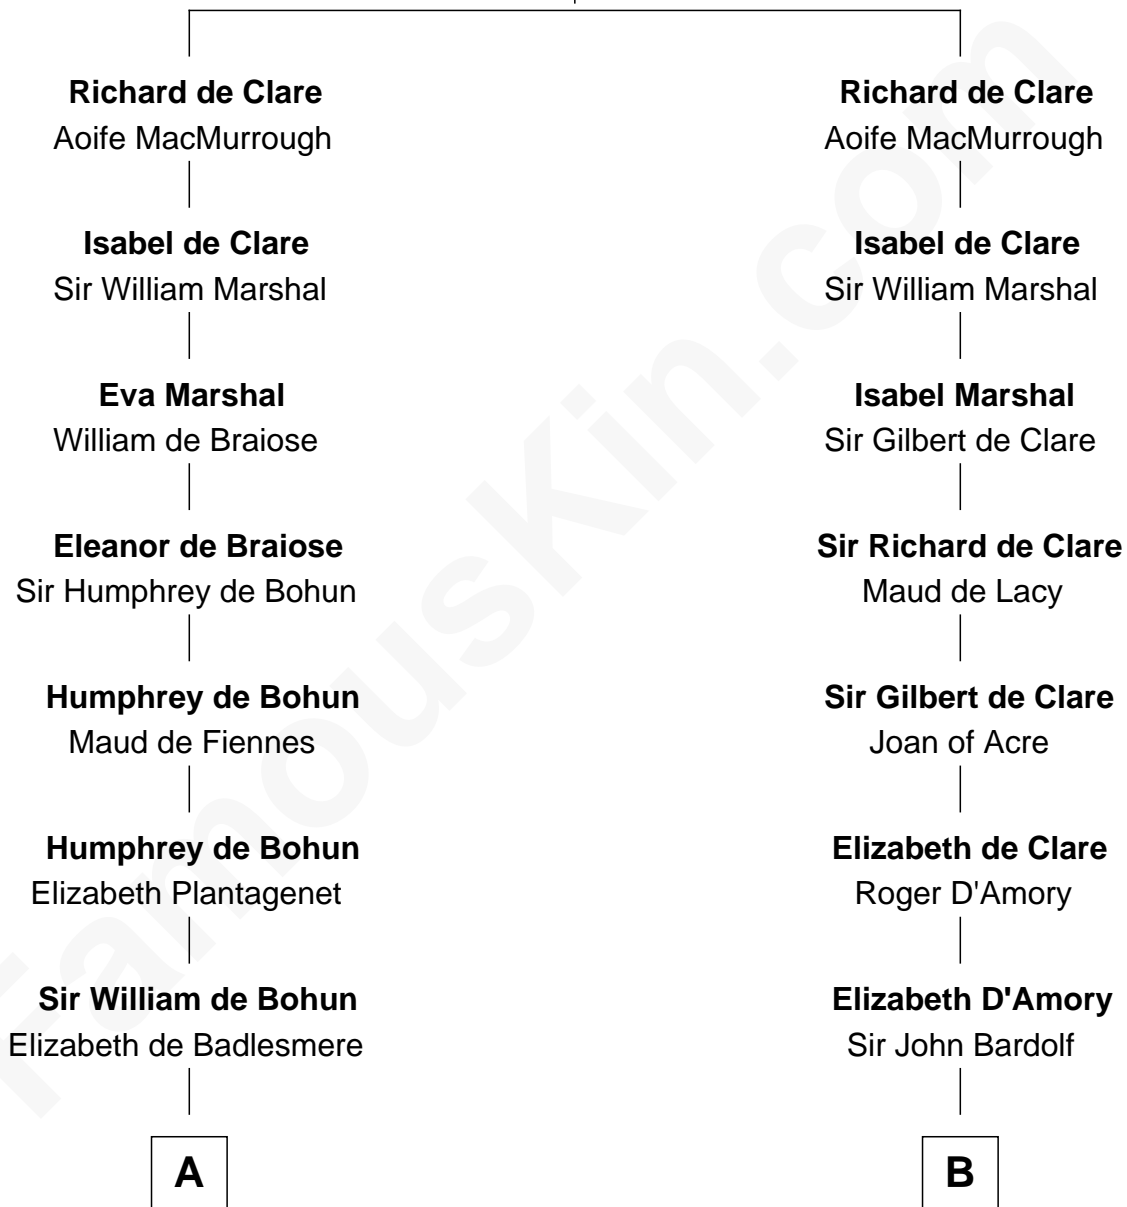 Richard de Clare
Aoife MacMurrough
Richard de Clare
Aoife MacMurrough
Isabel de Clare
Sir William Marshal
Isabel de Clare
Sir William Marshal
Eva Marshal
William de Braiose
Isabel Marshal
Sir Gilbert de Clare
Eleanor de Braiose
Sir Humphrey de Bohun
Sir Richard de Clare
Maud de Lacy
Humphrey de Bohun
Maud de Fiennes
Sir Gilbert de Clare
Joan of Acre
Humphrey de Bohun
Elizabeth Plantagenet
Elizabeth de Clare
Roger D'Amory
Sir William de Bohun
Elizabeth de Badlesmere
Elizabeth D'Amory
Sir John Bardolf
A
B
FamousKin.com